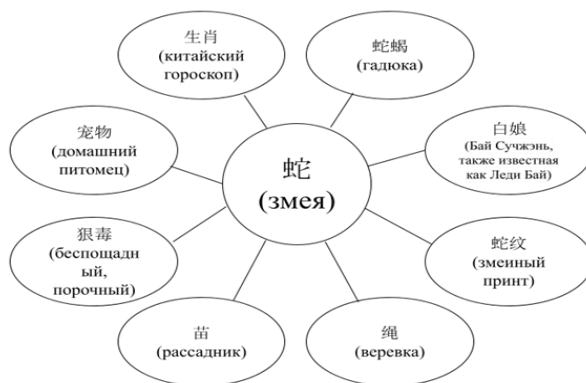 生肖
(китайский
гороскоп)
蛇蝎
(гадюка)
宠物
(домашний
питомец)
白娘
(Бай Сучжэнь,
также известная
как Леди Бай)
蛇
(змея)
狠毒
(беспощадн
ый,
порочный)
蛇纹
(змеиный
принт)
苗
(рассадник)
绳
(веревка)